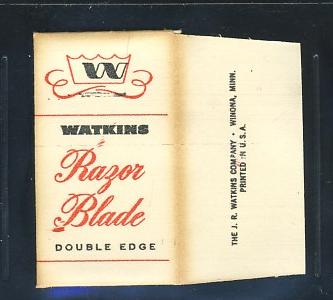 W
WATKINS
Razor
Blade
DOUBLE EDGE
THE J. R. WATKINS COMPANY • WINONA, MINN.
PRINTED IN U.S.A.